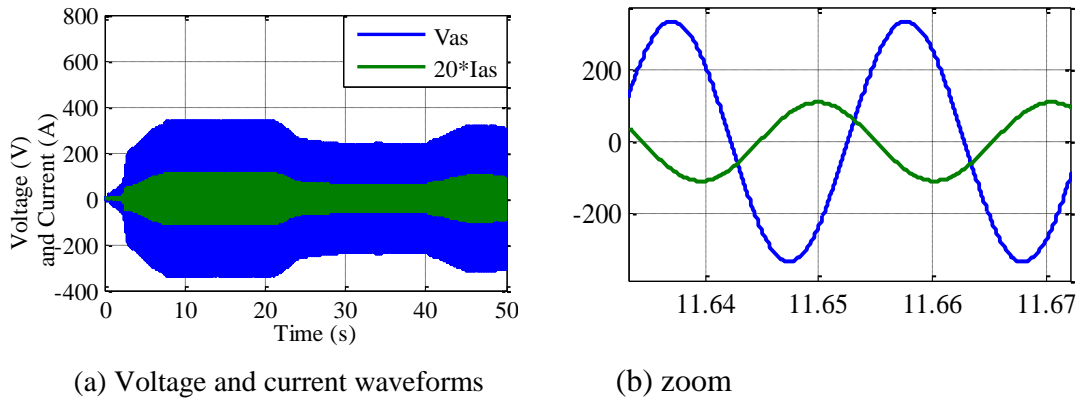 800
600
400
200
0
-200
-400
Voltage (V)
and Current (A)
Vas
20*Ias
0
10
20
30
40
50
Time (s)
(a) Voltage and current waveforms
200
0
-200
11.64
11.65
11.66
11.67
(b) zoom